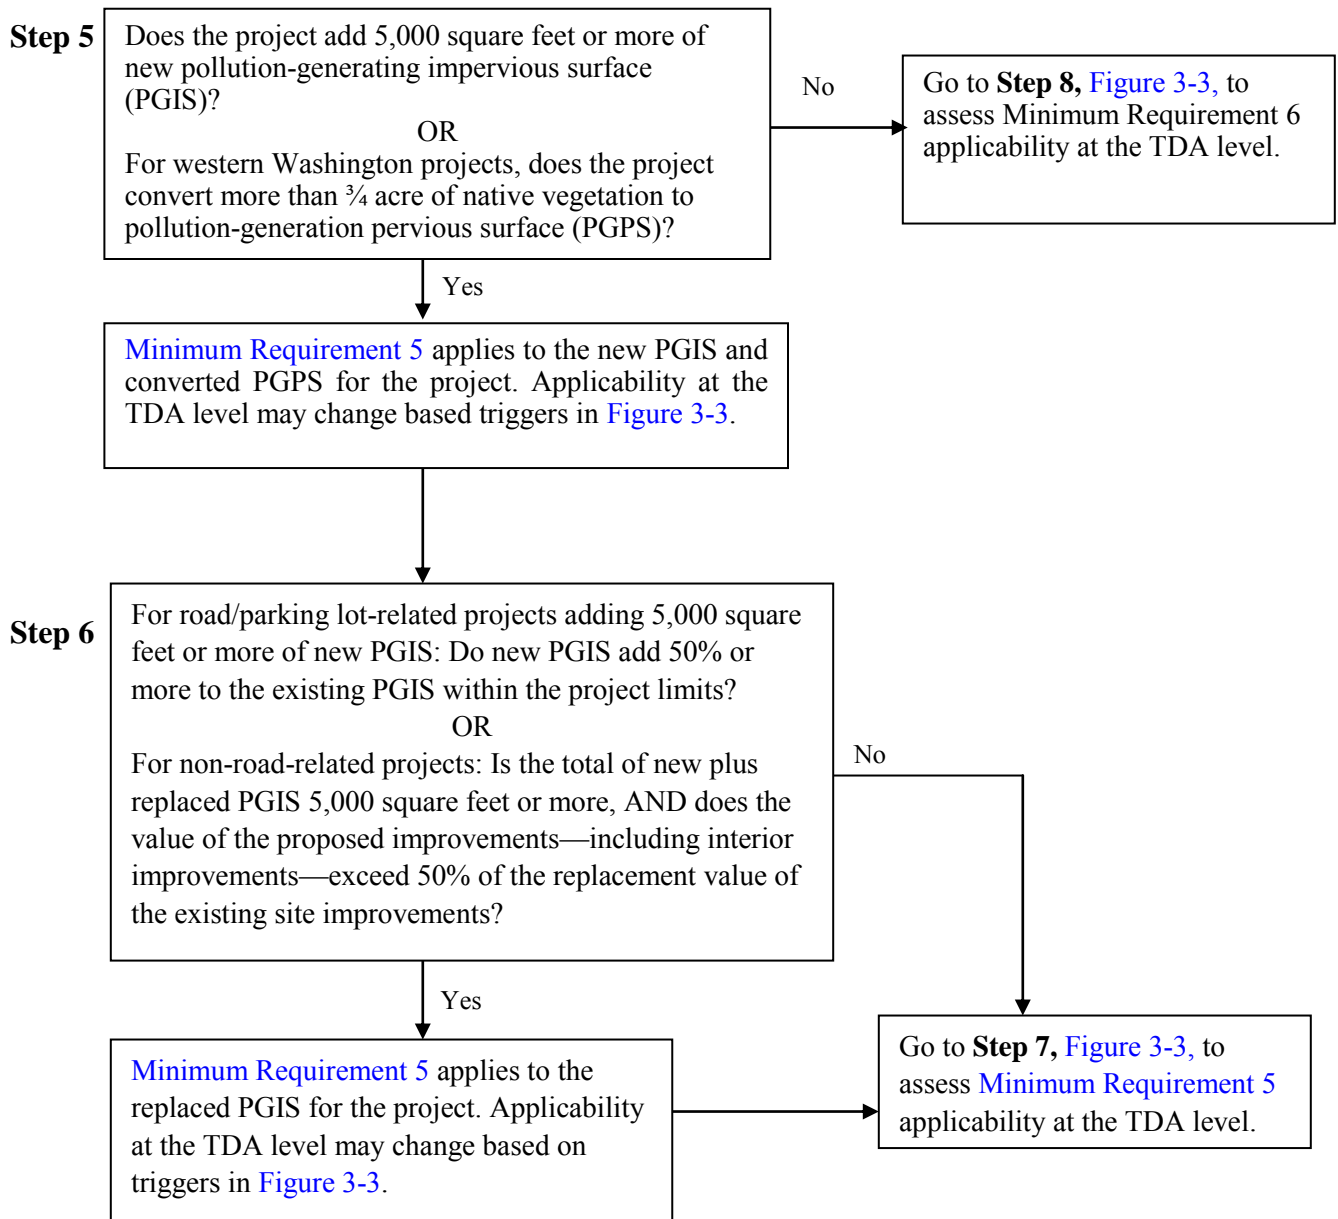 Step 5
Does the project add 5,000 square feet or more of
new pollution-generating impervious surface
(PGIS)?
OR
For western Washington projects, does the project
convert more than ¾ acre of native vegetation to
pollution-generation pervious surface (PGPS)?
No
Go to Step 8, Figure 3-3, to
assess Minimum Requirement 6
applicability at the TDA level.
Yes
Minimum Requirement 5 applies to the new PGIS and
converted PGPS for the project. Applicability at the
TDA level may change based triggers in Figure 3-3.
Step 6
For road/parking lot-related projects adding 5,000 square
feet or more of new PGIS: Do new PGIS add 50% or
more to the existing PGIS within the project limits?
OR
For non-road-related projects: Is the total of new plus
replaced PGIS 5,000 square feet or more, AND does the
value of the proposed improvements—including interior
improvements—exceed 50% of the replacement value of
the existing site improvements?
No
Yes
Minimum Requirement 5 applies to the
replaced PGIS for the project. Applicability
at the TDA level may change based on
triggers in Figure 3-3.
Go to Step 7, Figure 3-3, to
assess Minimum Requirement 5
applicability at the TDA level.